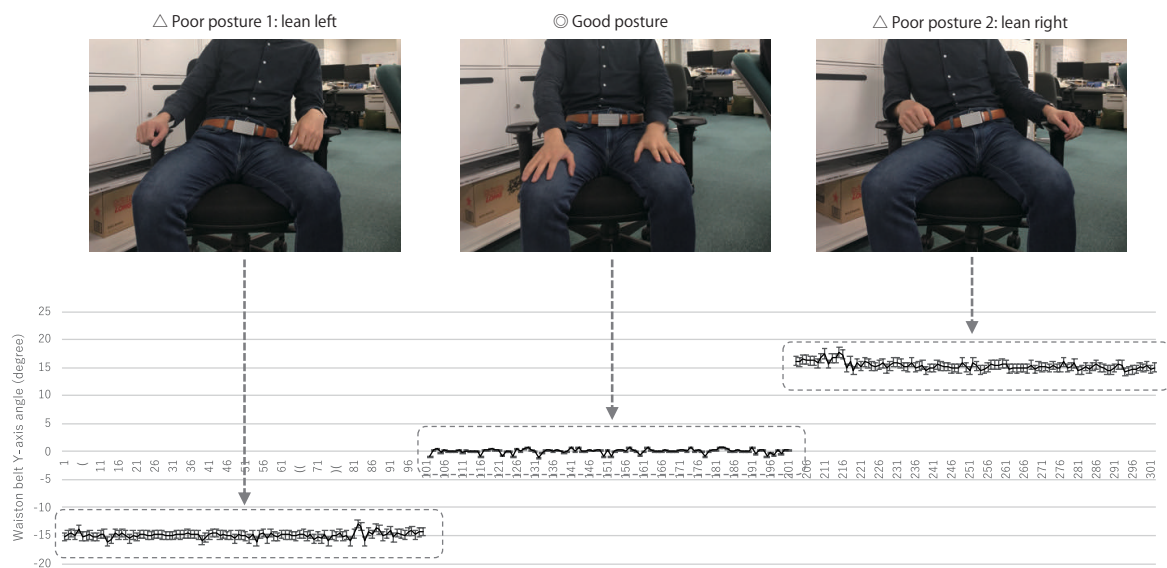 △ Poor posture 1: lean left
◎ Good posture
△ Poor posture 2: lean right
Waiston belt Y-axis angle (degree)
25
20
15
10
5
0
-5
-10
-15
-20
1 ( 11 16 21 26 31 36 41 46 51 56 61 (( 71 )( 81 86 91 96 101 106 111 116 121 126 131 136 141 146 151 156 161 166 171 176 181 186 191 196 201 206 211 216 221 226 231 236 241 246 251 256 261 266 271 276 281 286 291 296 301